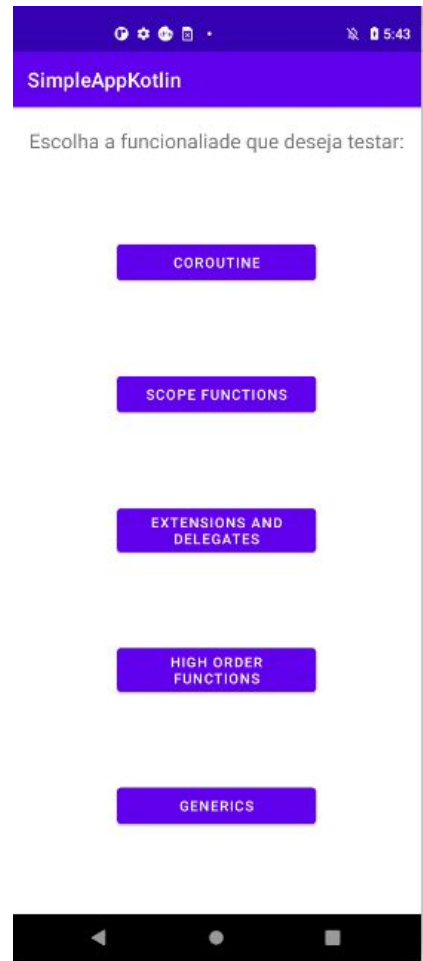 5:43
SimpleAppKotlin
Escolha a funcionaliade que deseja testar:
COROUTINE
SCOPE FUNCTIONS
EXTENSIONS AND
DELEGATES
HIGH ORDER
FUNCTIONS
GENERICS